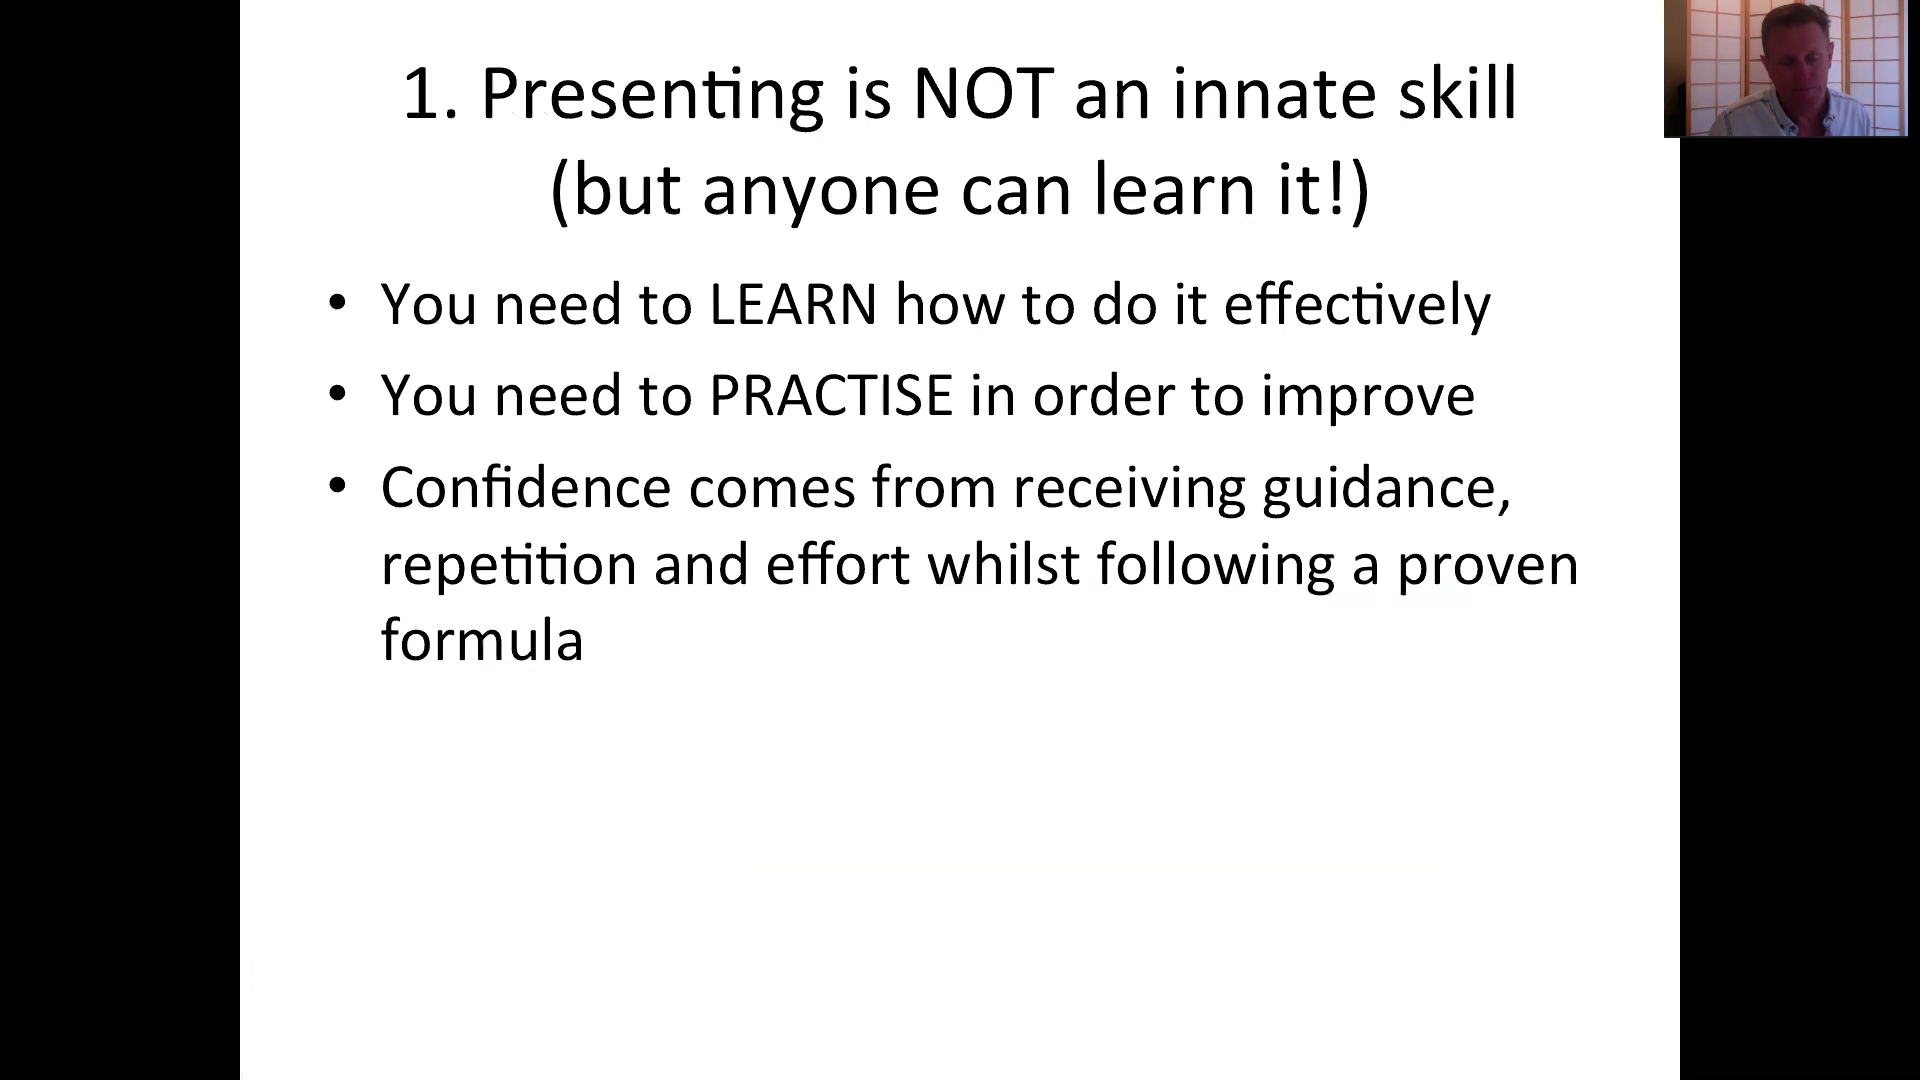 1. Presenting is NOT an innate skill
(but anyone can learn it!)
• You need to LEARN how to do it effectively
• You need to PRACTISE in order to improve
• Confidence comes from receiving guidance,
repetition and effort whilst following a proven
formula